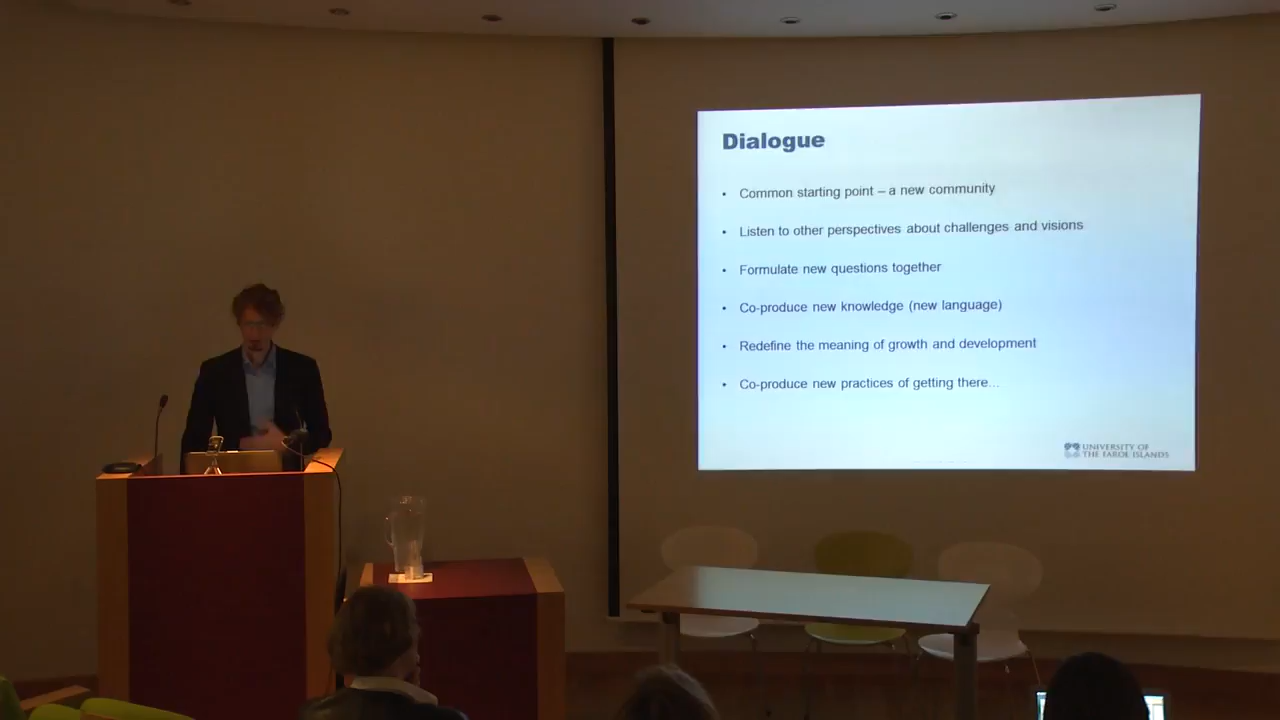 Dialogue
• Common starting point – a new community
• Listen to other perspectives about challenges and visions
• Formulate new questions together
• Co-produce new knowledge (new language)
• Redefine the meaning of growth and development
• Co-produce new practices of getting there...
UNIVERSITY OF
THE FAROE ISLANDS